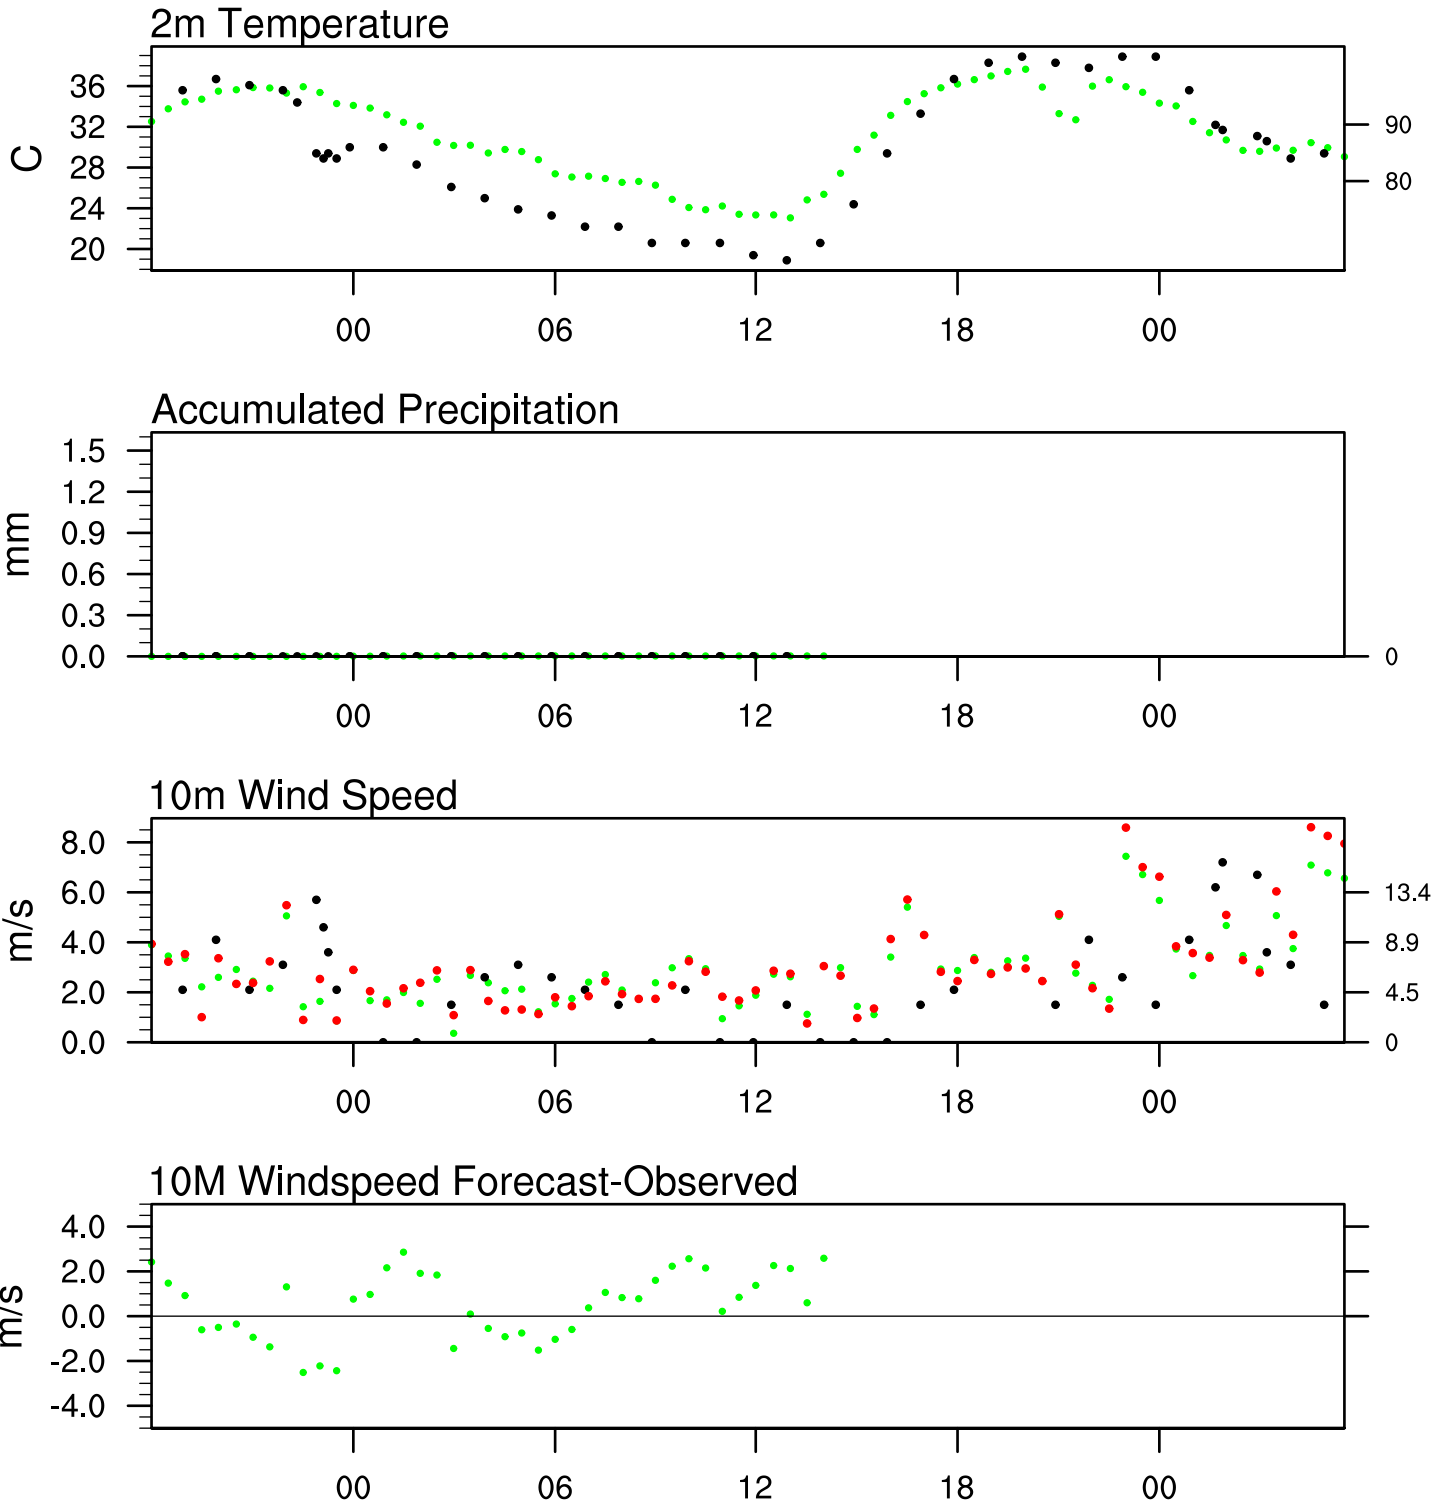 2m Temperature
C
36
32
28
24
20
90
80
00 06 12 18 00
Accumulated Precipitation
mm
1.5
1.2
0.9
0.6
0.3
0.0
0
00 06 12 18 00
10m Wind Speed
m/s
8.0
6.0
4.0
2.0
0.0
13.4
8.9
4.5
0
00 06 12 18 00
10M Windspeed Forecast-Observed
m/s
4.0
2.0
0.0
-2.0
-4.0
00 06 12 18 00